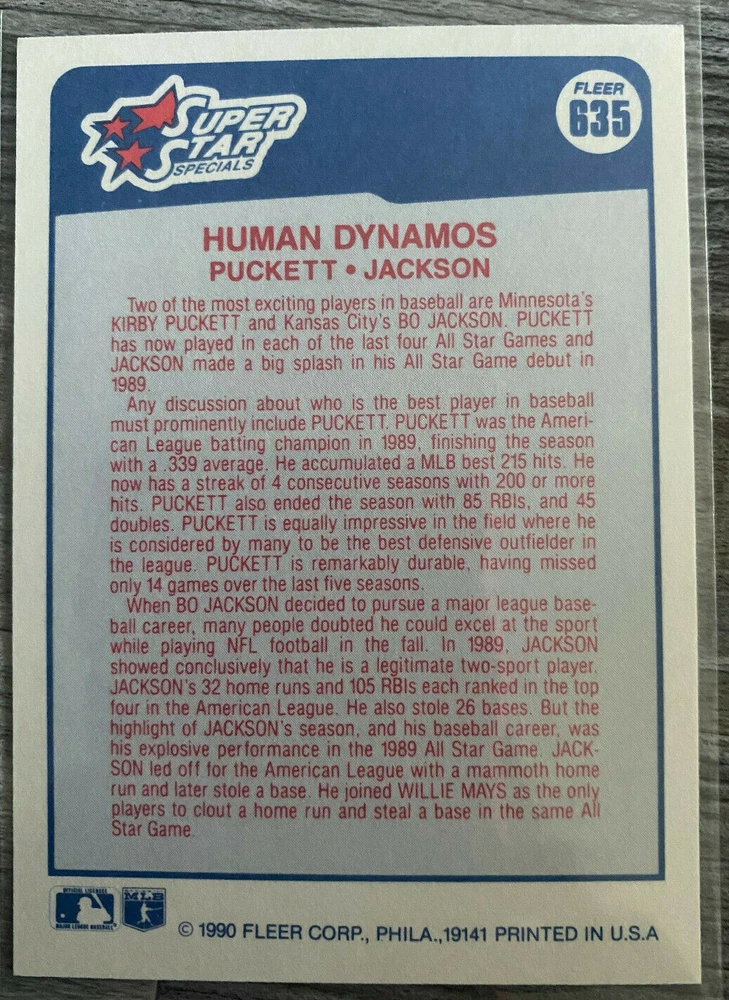 SUPER
STAR
SPECIALS
FLEER
635
HUMAN DYNAMOS
PUCKETT • JACKSON
Two of the most exciting players in baseball are Minnesota's
KIRBY PUCKETT and Kansas City's BO JACKSON. PUCKETT
has now played in each of the last four All Star Games and
JACKSON made a big splash in his All Star Game debut in
1989.
Any discussion about who is the best player in baseball
must prominently include PUCKETT. PUCKETT was the Ameri-
can League batting champion in 1989, finishing the season
with a .339 average. He accumulated a MLB best 215 hits. He
now has a streak of 4 consecutive seasons with 200 or more
hits. PUCKETT also ended the season with 85 RBIs, and 45
doubles. PUCKETT is equally impressive in the field where he
is considered by many to be the best defensive outfielder in
the league. PUCKETT is remarkably durable, having missed
only 14 games over the last five seasons.
When BO JACKSON decided to pursue a major league base-
ball career, many people doubted he could excel at the sport
while playing NFL football in the fall. In 1989, JACKSON
showed conclusively that he is a legitimate two-sport player.
JACKSON's 32 home runs and 105 RBIs each ranked in the top
four in the American League. He also stole 26 bases. But the
highlight of JACKSON's season, and his baseball career, was
his explosive performance in the 1989 All Star Game. JACK-
SON led off for the American League with a mammoth home
run and later stole a base. He joined WILLIE MAYS as the only
players to clout a home run and steal a base in the same All
Star Game.
OFFICIAL LICENSEE
MAJOR LEAGUE BASEBALL
MLB
© 1990 FLEER CORP., PHILA.,19141 PRINTED IN U.S.A